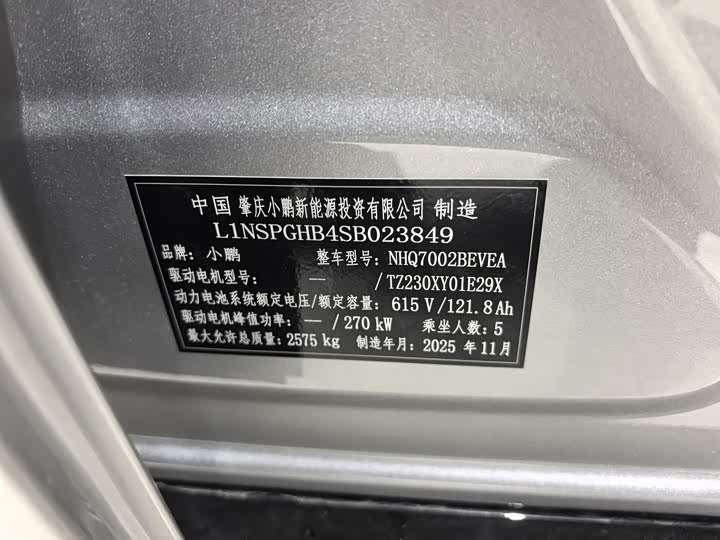 中国 肇庆小鹏新能源投资有限公司 制造
L1NSPGHB4SB023849
品牌：小鹏 整车型号：NHQ7002BEVEA
驱动电机型号： -- /TZ230XY01E29X
动力电池系统额定电压/额定容量：615 V/121.8Ah
驱动电机峰值功率： -- /270 kW 乘坐人数：5
最大允许总质量：2575 kg 制造年月：2025 年11月